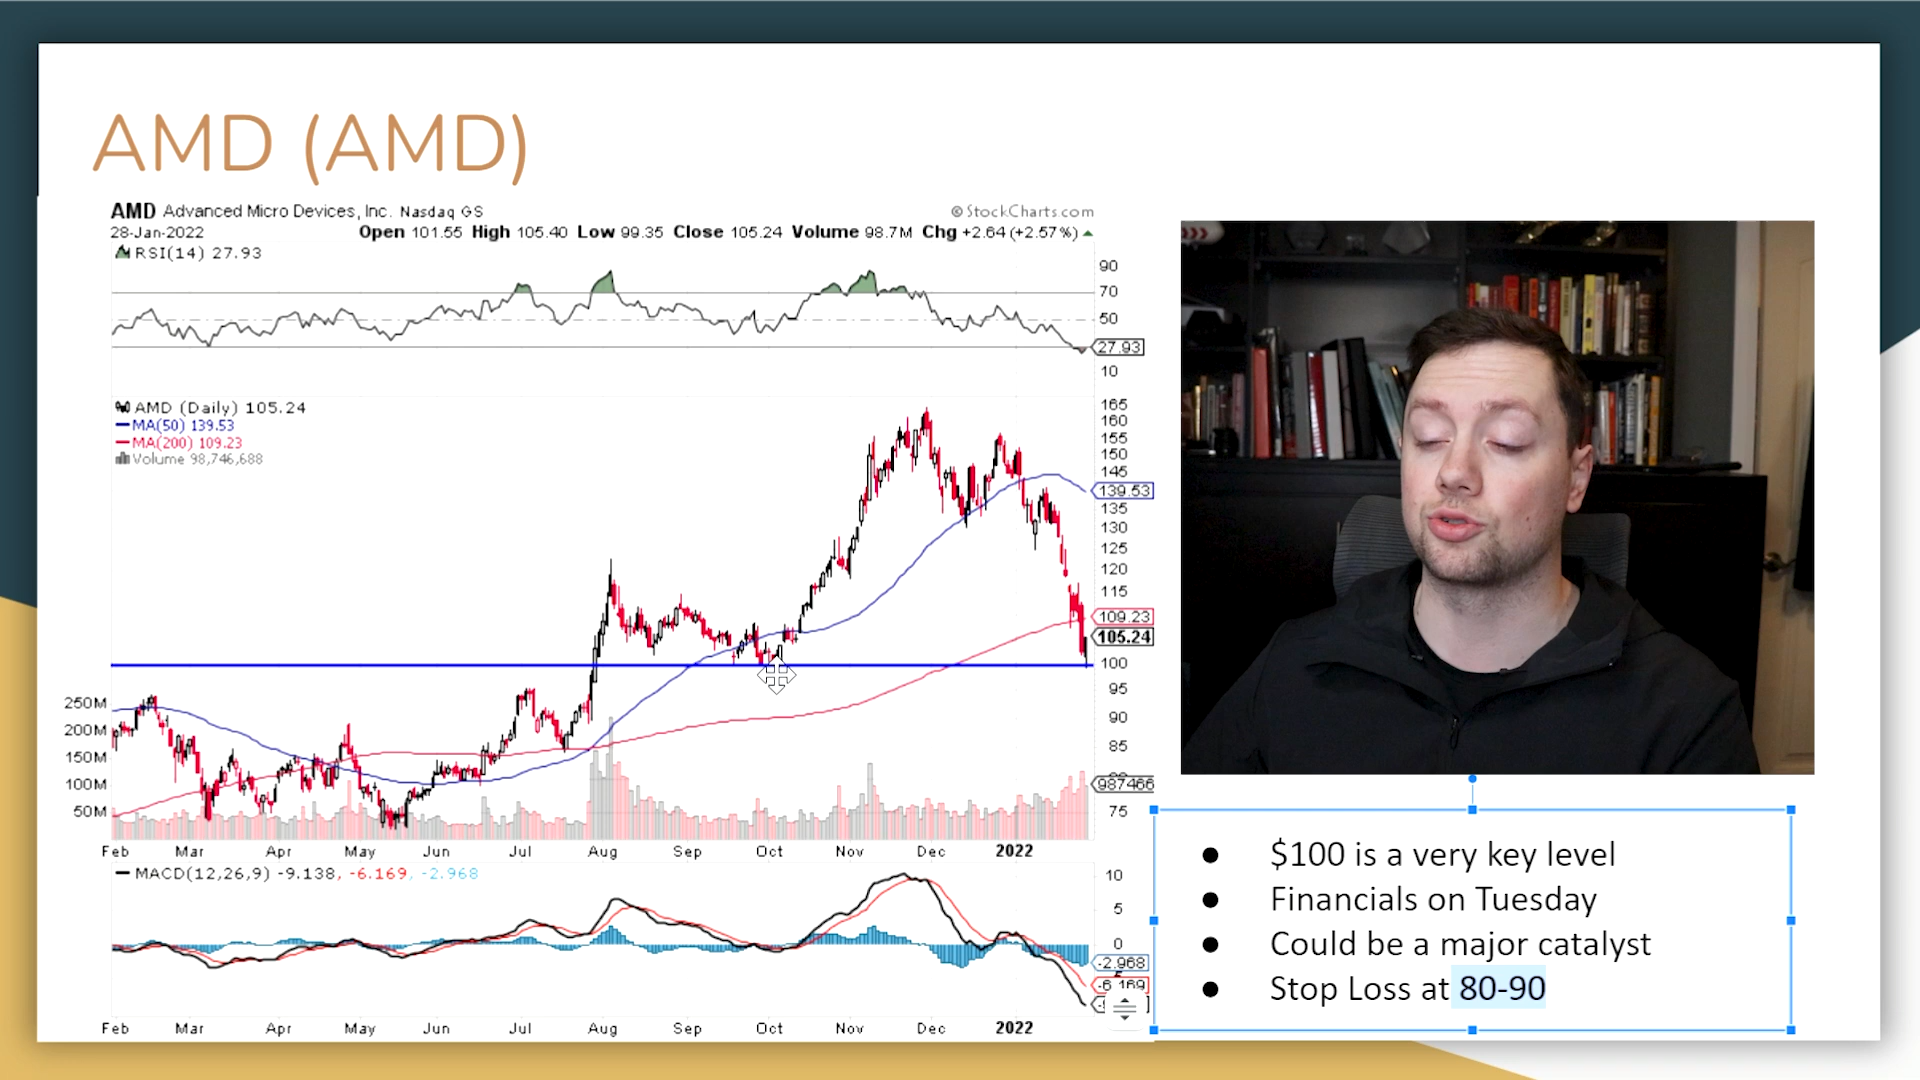 AMD (AMD)
AMD Advanced Micro Devices, Inc. Nasdaq GS
© StockCharts.com
28-Jan-2022
Open 101.55 High 105.40 Low 99.35 Close 105.24 Volume 98.7M Chg +2.64 (+2.57%)
RSI(14) 27.93
90
70
50
27.93
10
AMD (Daily) 105.24
MA(50) 139.53
MA(200) 109.23
Volume 98,746,688
165
160
155
150
145
139.53
135
130
125
120
115
109.23
105.24
100
95
90
85
987466
75
250M
200M
150M
100M
50M
Feb Mar Apr May Jun Jul Aug Sep Oct Nov Dec 2022
MACD(12,26,9) -9.138, -6.169, -2.968
10
5
0
-2.968
-6.169
Feb Mar Apr May Jun Jul Aug Sep Oct Nov Dec 2022
● $100 is a very key level
● Financials on Tuesday
● Could be a major catalyst
● Stop Loss at 80-90